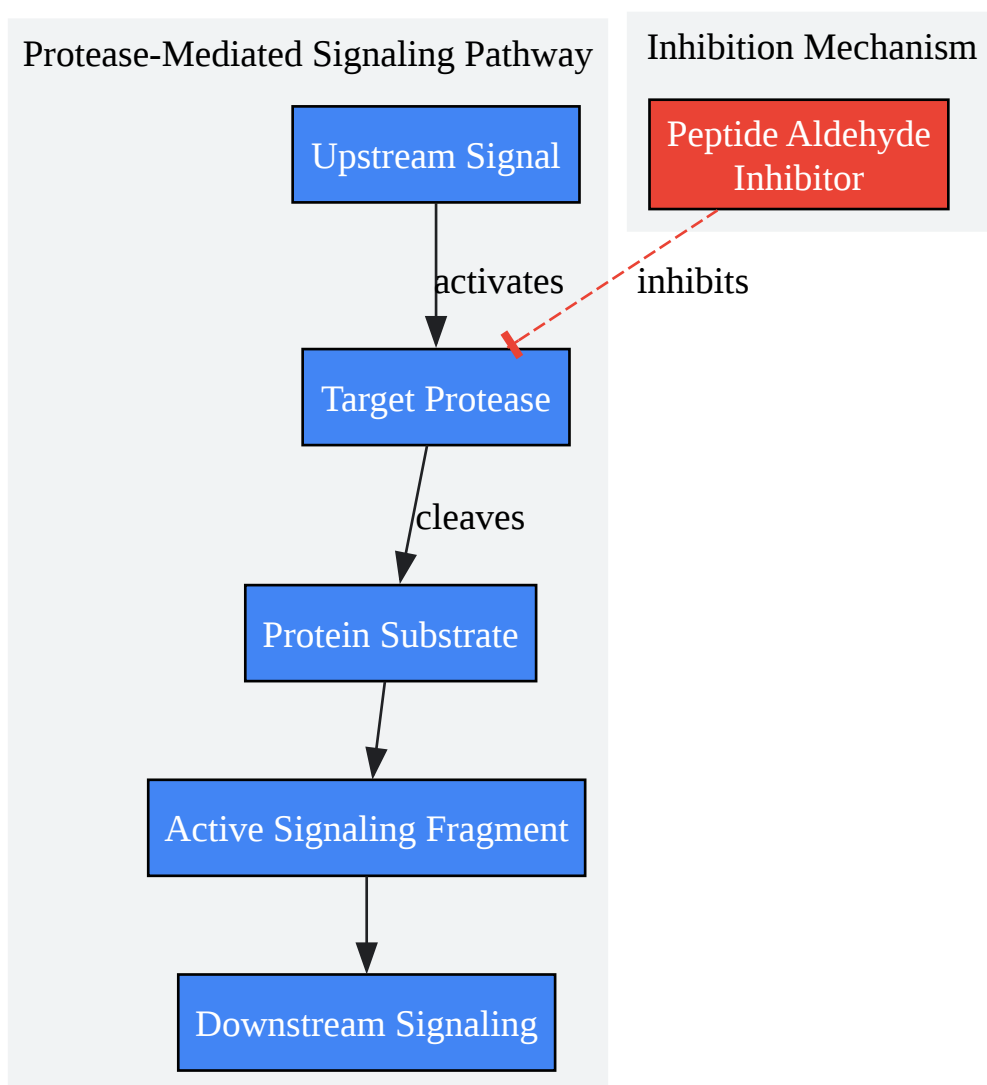 Protease-Mediated Signaling Pathway
Inhibition Mechanism
Peptide Aldehyde
Inhibitor
Upstream Signal
activates
inhibits
Target Protease
cleaves
Protein Substrate
Active Signaling Fragment
Downstream Signaling